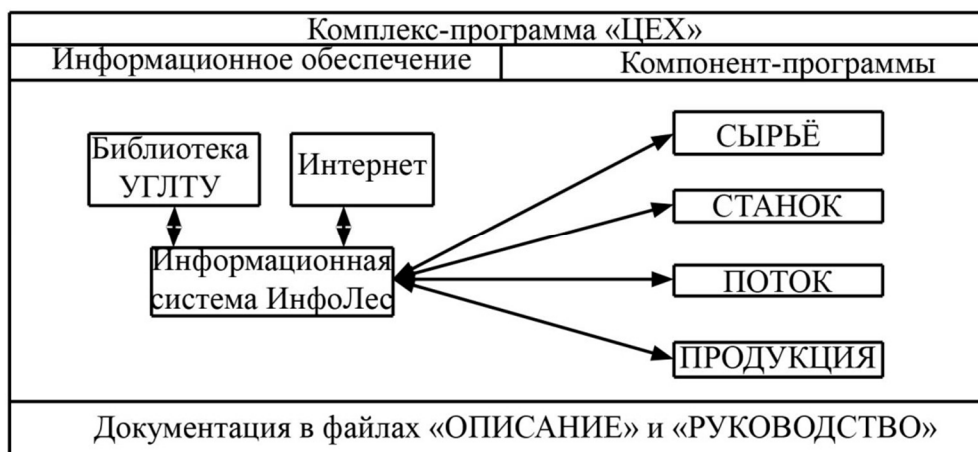 Комплекс-программа «ЦЕХ»
Информационное обеспечение
Компонент-программы
Библиотека
УГЛТУ
Интернет
Информационная
система ИнфоЛес
СЫРЬЁ
СТАНОК
ПОТОК
ПРОДУКЦИЯ
Документация в файлах «ОПИСАНИЕ» и «РУКОВОДСТВО»